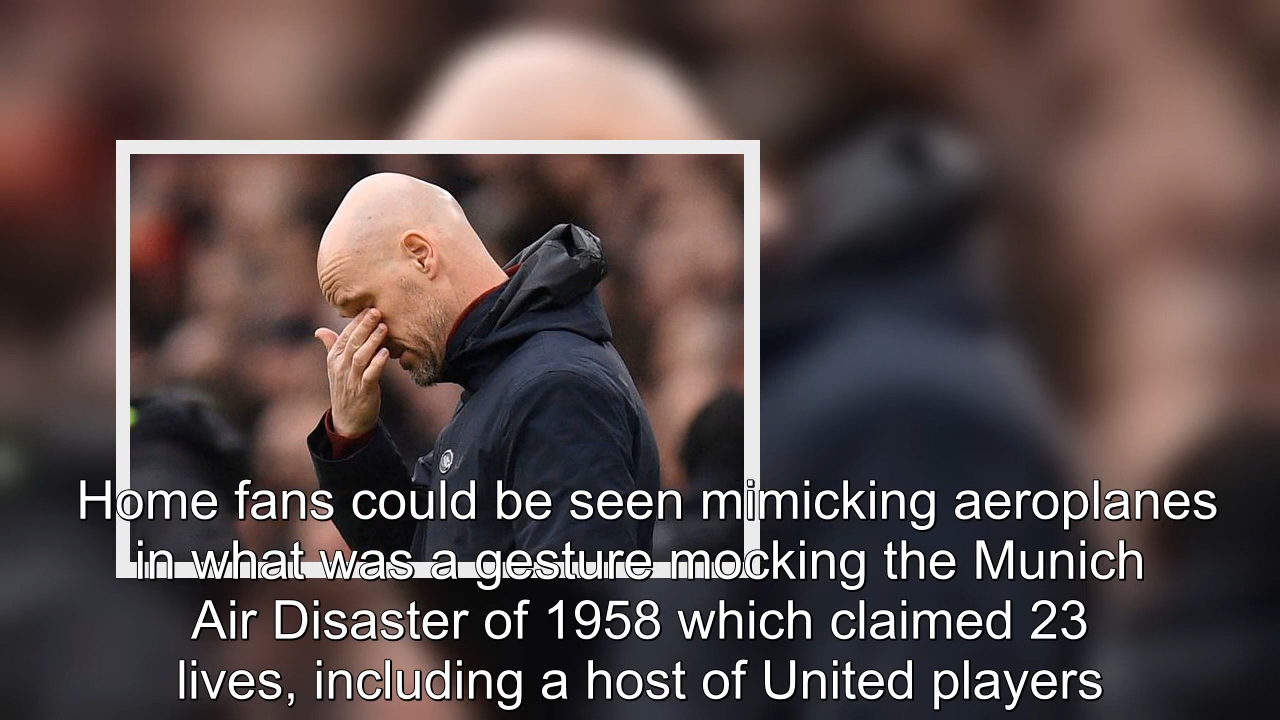 Home fans could be seen mimicking aeroplanes
in what was a gesture mocking the Munich
Air Disaster of 1958 which claimed 23
lives, including a host of United players